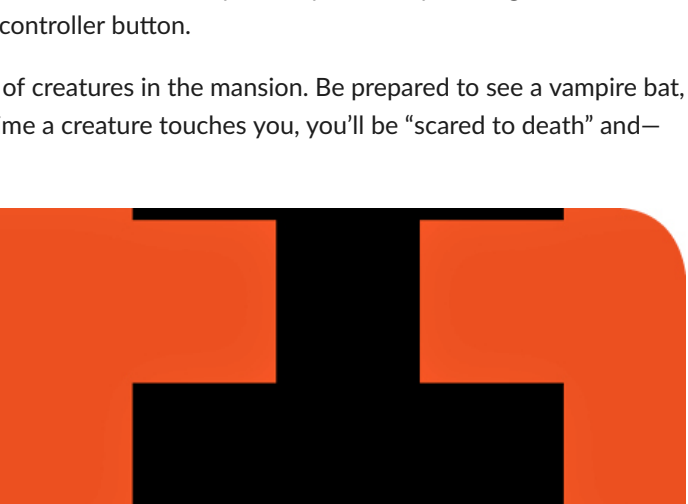 controller button.
of creatures in the mansion. Be prepared to see a vampire bat,
me a creature touches you, you’ll be “scared to death” and—